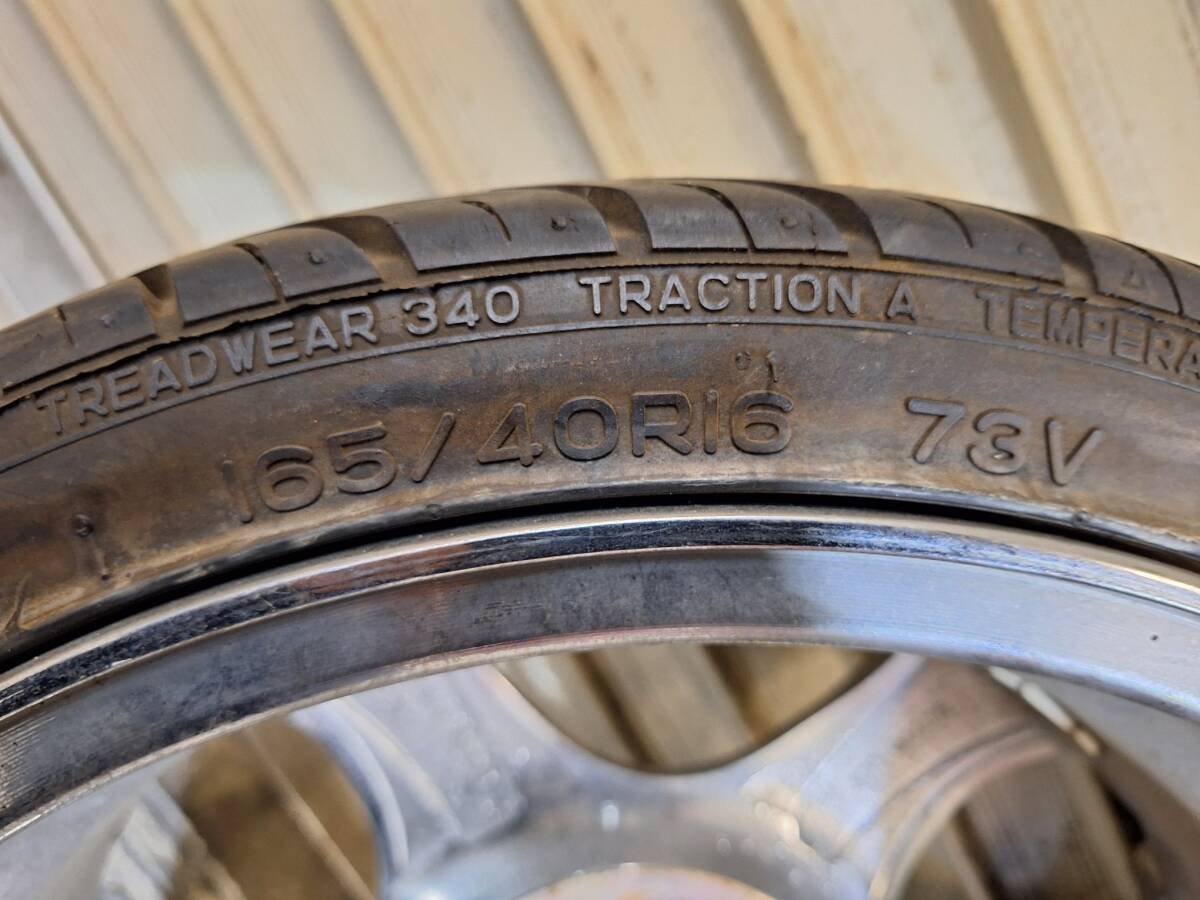 TREADWEAR 340 TRACTION A TEMPERA
165/40R16 73V